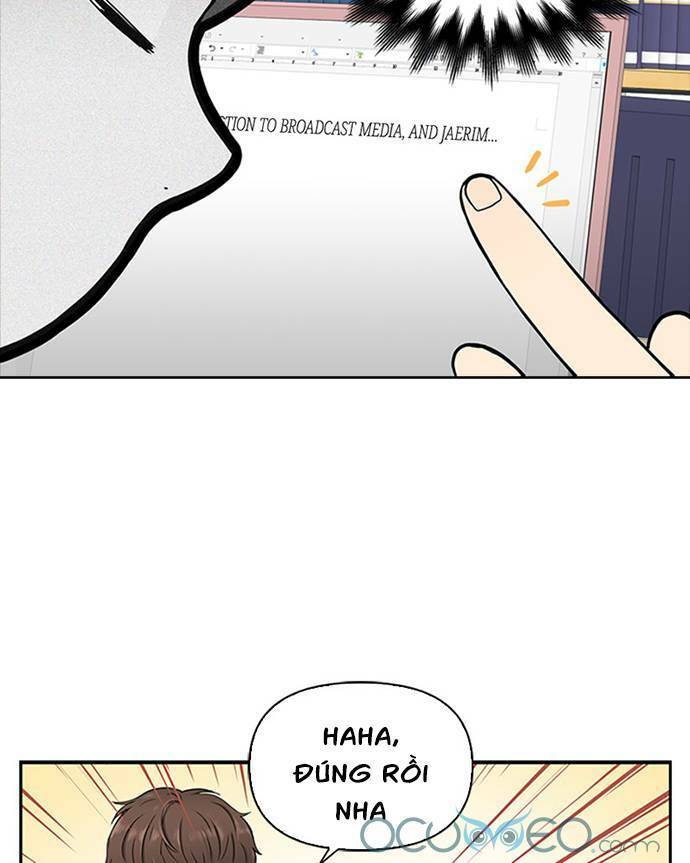 TION TO BROADCAST MEDIA, AND JAERIM...
HAHA,
ĐÚNG RỒI
NHA
OCUMEO.com